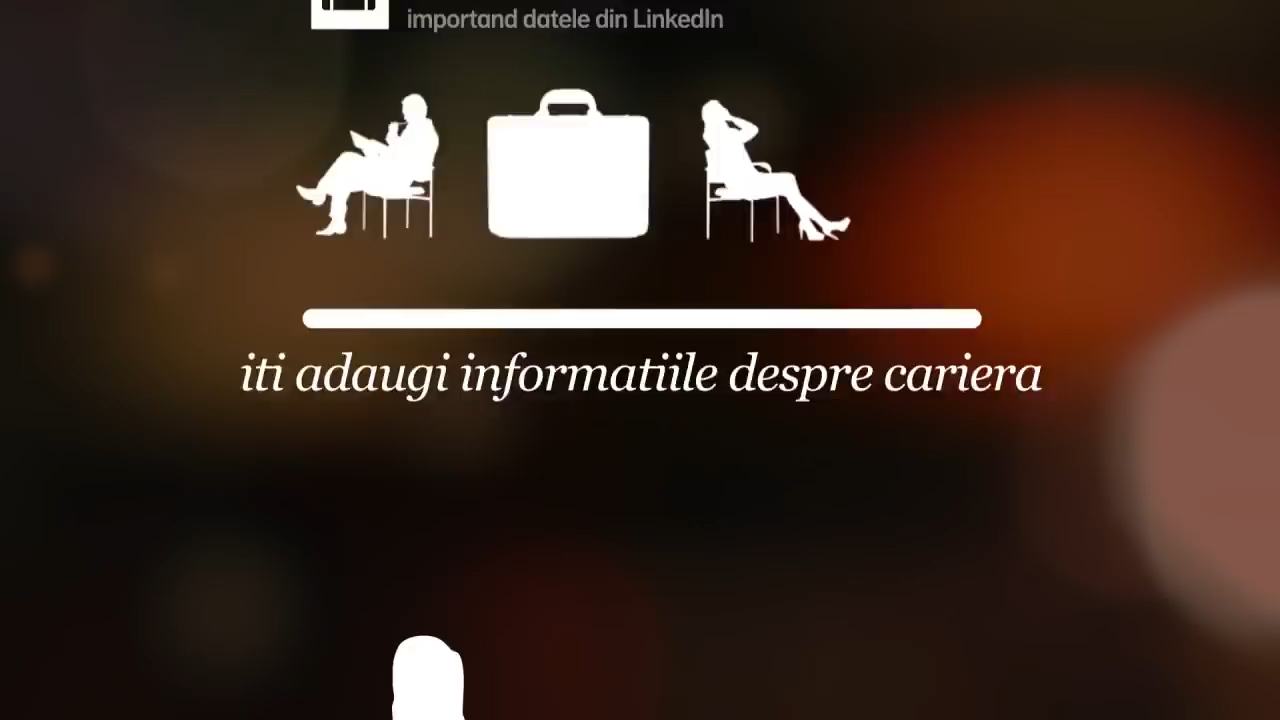 importand datele din LinkedIn
iti adaugi informatiile despre cariera